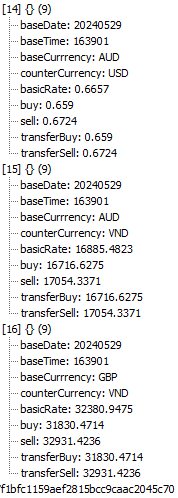 [14] {} (9)
baseDate: 20240529
baseTime: 163901
baseCurrrency: AUD
counterCurrency: USD
basicRate: 0.6657
buy: 0.659
sell: 0.6724
transferBuy: 0.659
transferSell: 0.6724
[15] {} (9)
baseDate: 20240529
baseTime: 163901
baseCurrrency: AUD
counterCurrency: VND
basicRate: 16885.4823
buy: 16716.6275
sell: 17054.3371
transferBuy: 16716.6275
transferSell: 17054.3371
[16] {} (9)
baseDate: 20240529
baseTime: 163901
baseCurrrency: GBP
counterCurrency: VND
basicRate: 32380.9475
buy: 31830.4714
sell: 32931.4236
transferBuy: 31830.4714
transferSell: 32931.4236
f1bfc1159aef2815bcc9caac2045c70